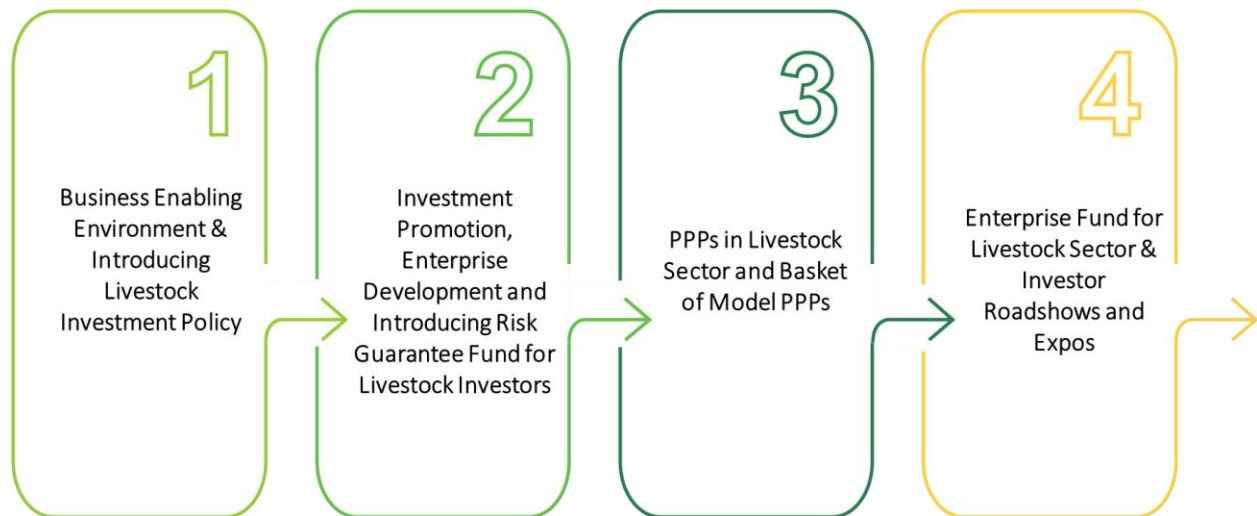 1
Business Enabling
Environment &
Introducing
Livestock
Investment Policy
2
Investment
Promotion,
Enterprise
Development and
Introducing Risk
Guarantee Fund for
Livestock Investors
3
PPPs in Livestock
Sector and Basket
of Model PPPs
4
Enterprise Fund for
Livestock Sector &
Investor
Roadshows and
Expos